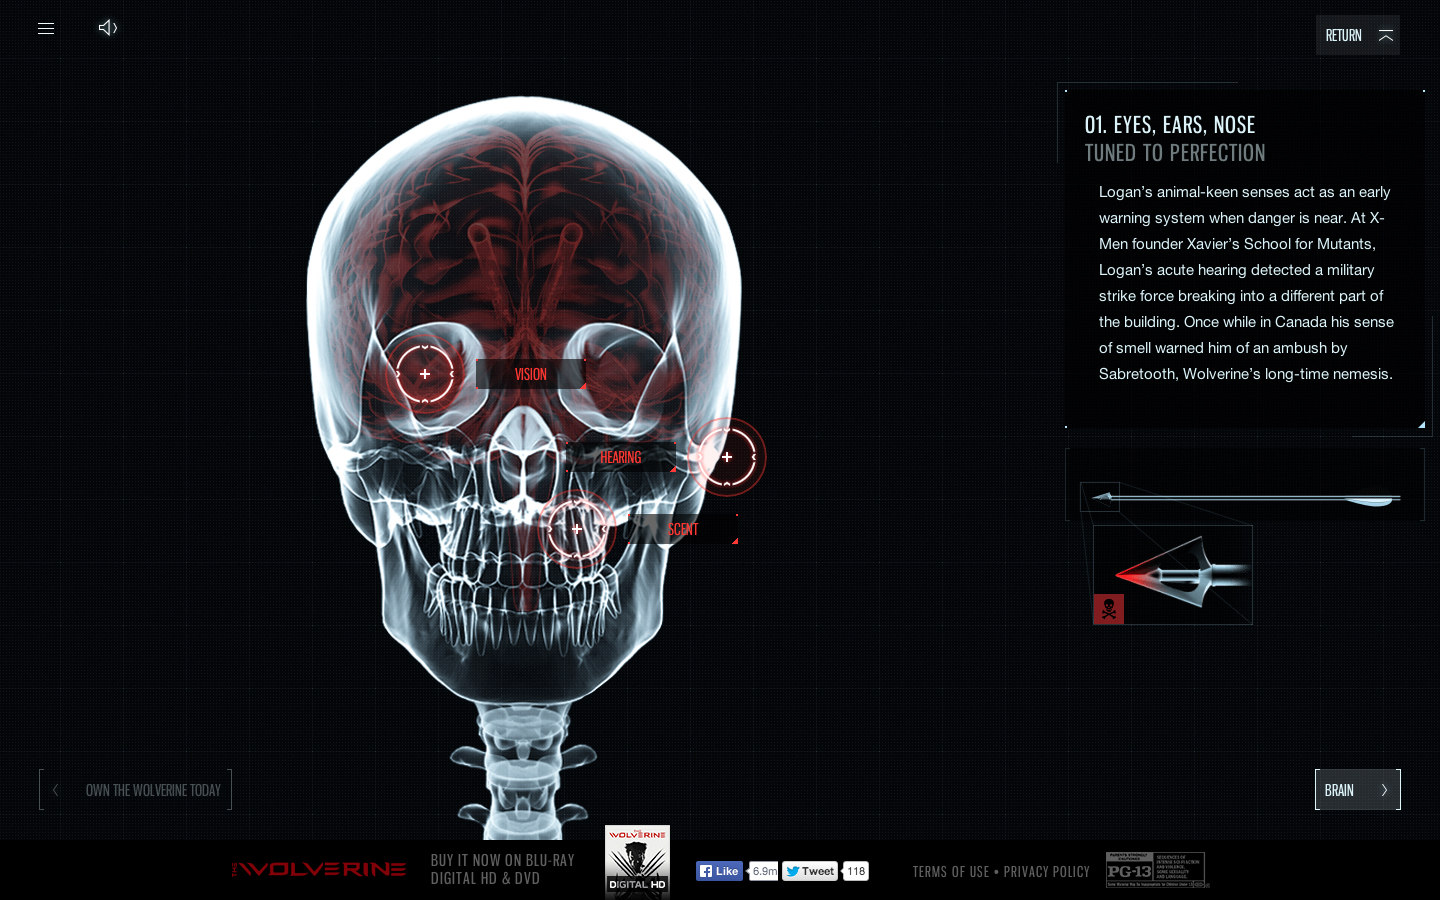 RETURN
01. EYES, EARS, NOSE
TUNED TO PERFECTION
Logan’s animal-keen senses act as an early
warning system when danger is near. At X-
Men founder Xavier’s School for Mutants,
Logan’s acute hearing detected a military
strike force breaking into a different part of
the building. Once while in Canada his sense
of smell warned him of an ambush by
Sabretooth, Wolverine’s long-time nemesis.
VISION
HEARING
SCENT
OWN THE WOLVERINE TODAY
BRAIN
THE WOLVERINE
BUY IT NOW ON BLU-RAY
DIGITAL HD & DVD
WOLVERINE
DIGITAL HD
Like
6.9m
Tweet
118
TERMS OF USE • PRIVACY POLICY
PARENTS STRONGLY CAUTIONED
PG-13